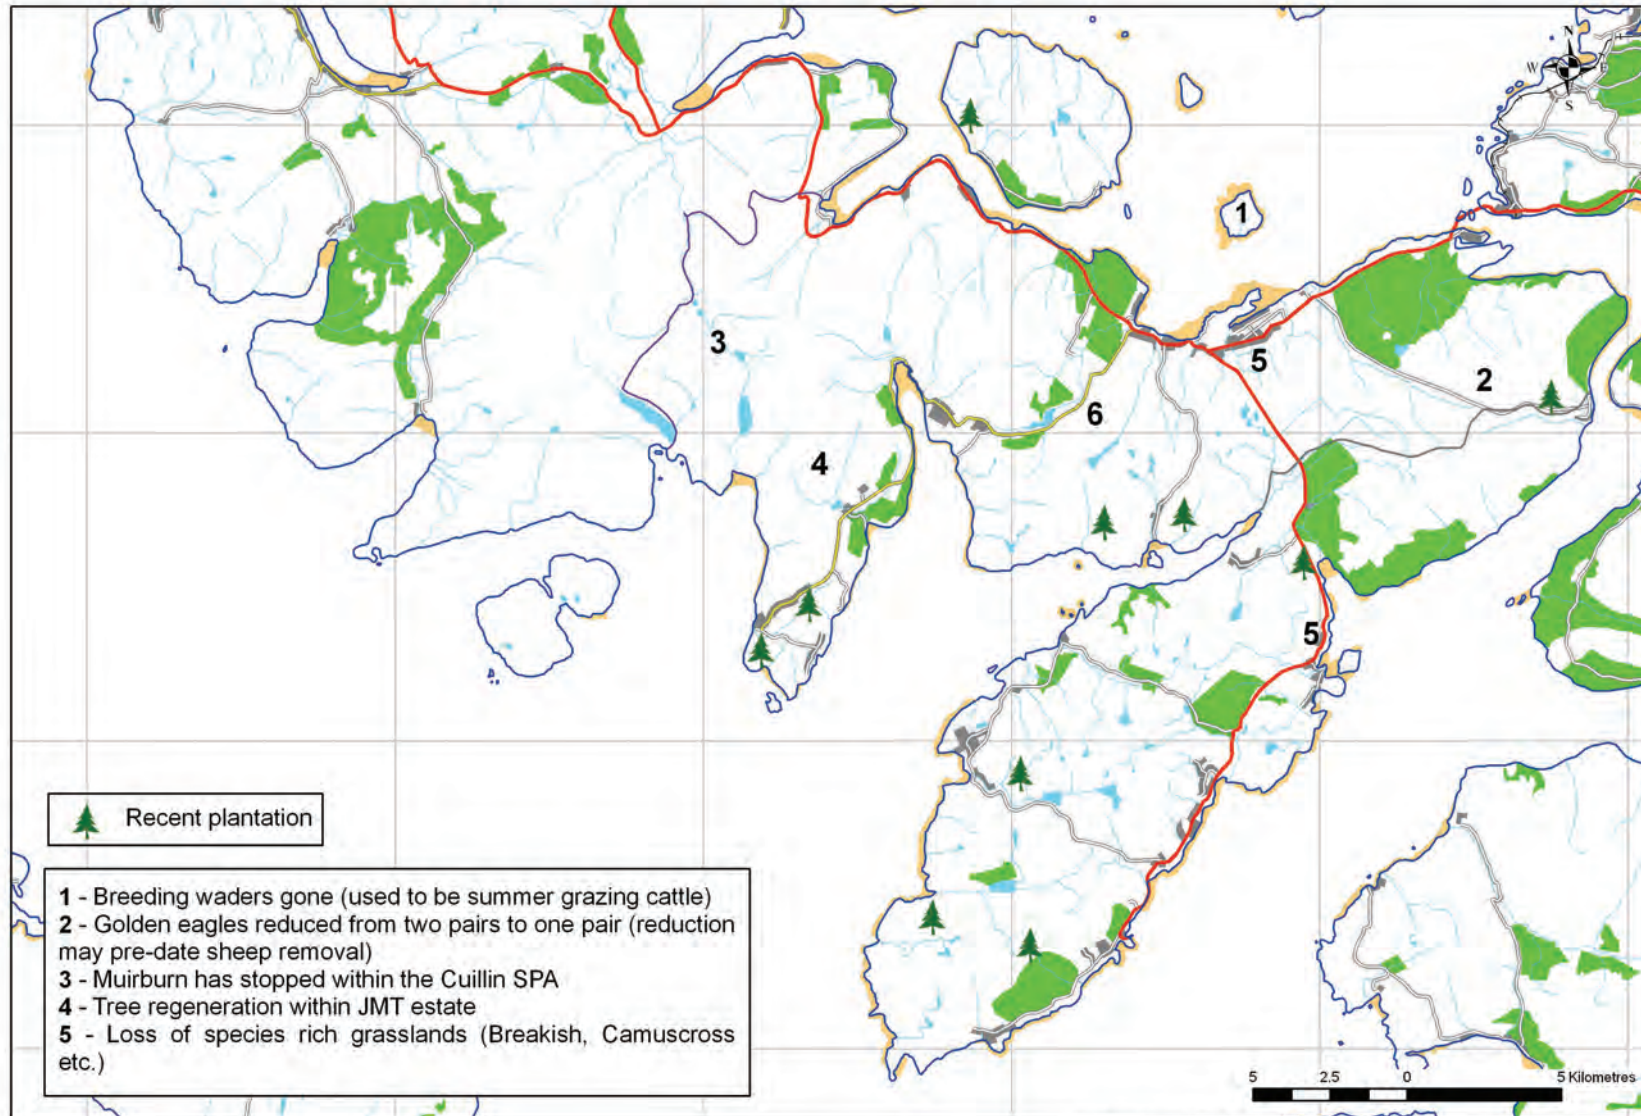 N
W E
S
1
3
5
2
6
4
5
Recent plantation
1 - Breeding waders gone (used to be summer grazing cattle)
2 - Golden eagles reduced from two pairs to one pair (reduction
may pre-date sheep removal)
3 - Muirburn has stopped within the Cuillin SPA
4 - Tree regeneration within JMT estate
5 - Loss of species rich grasslands (Breakish, Camuscross
etc.)
5 2.5 0 5 Kilometres